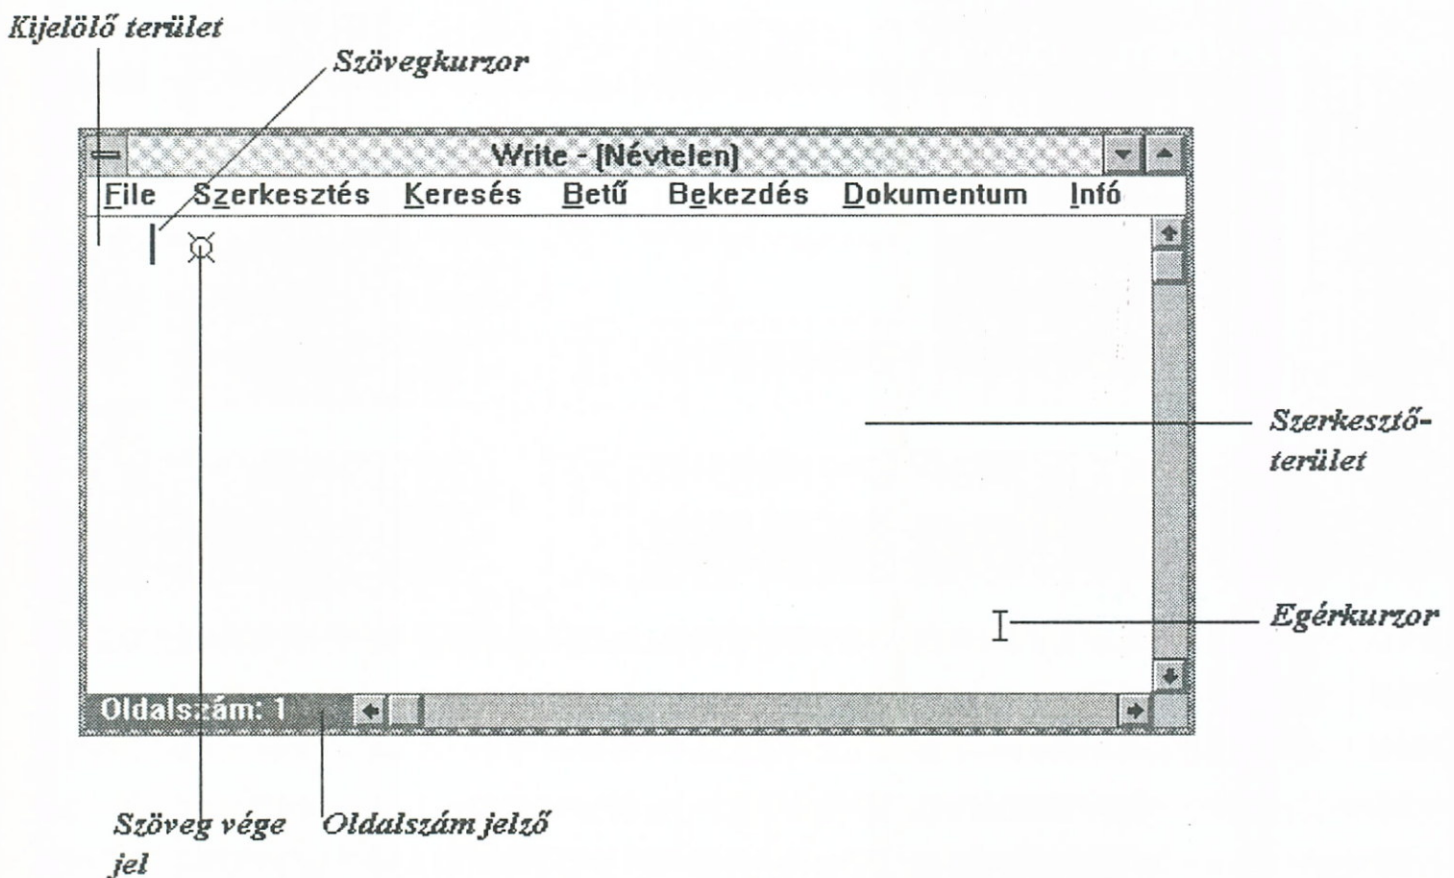 Kijelölő terület
Szövegkurzor
Write - (Névtelen)
File Szerkesztés Keresés Betű Bekezdés Dokumentum Infó
Szerkesztő-
terület
Egérkurzor
Oldalszám: 1
Szöveg vége
jel
Oldalszám jelző